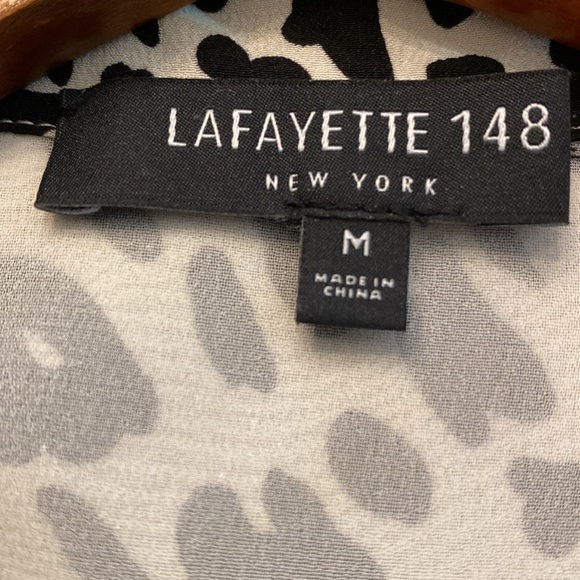 LAFAYETTE 148
NEW YORK
M
MADE IN
CHINA